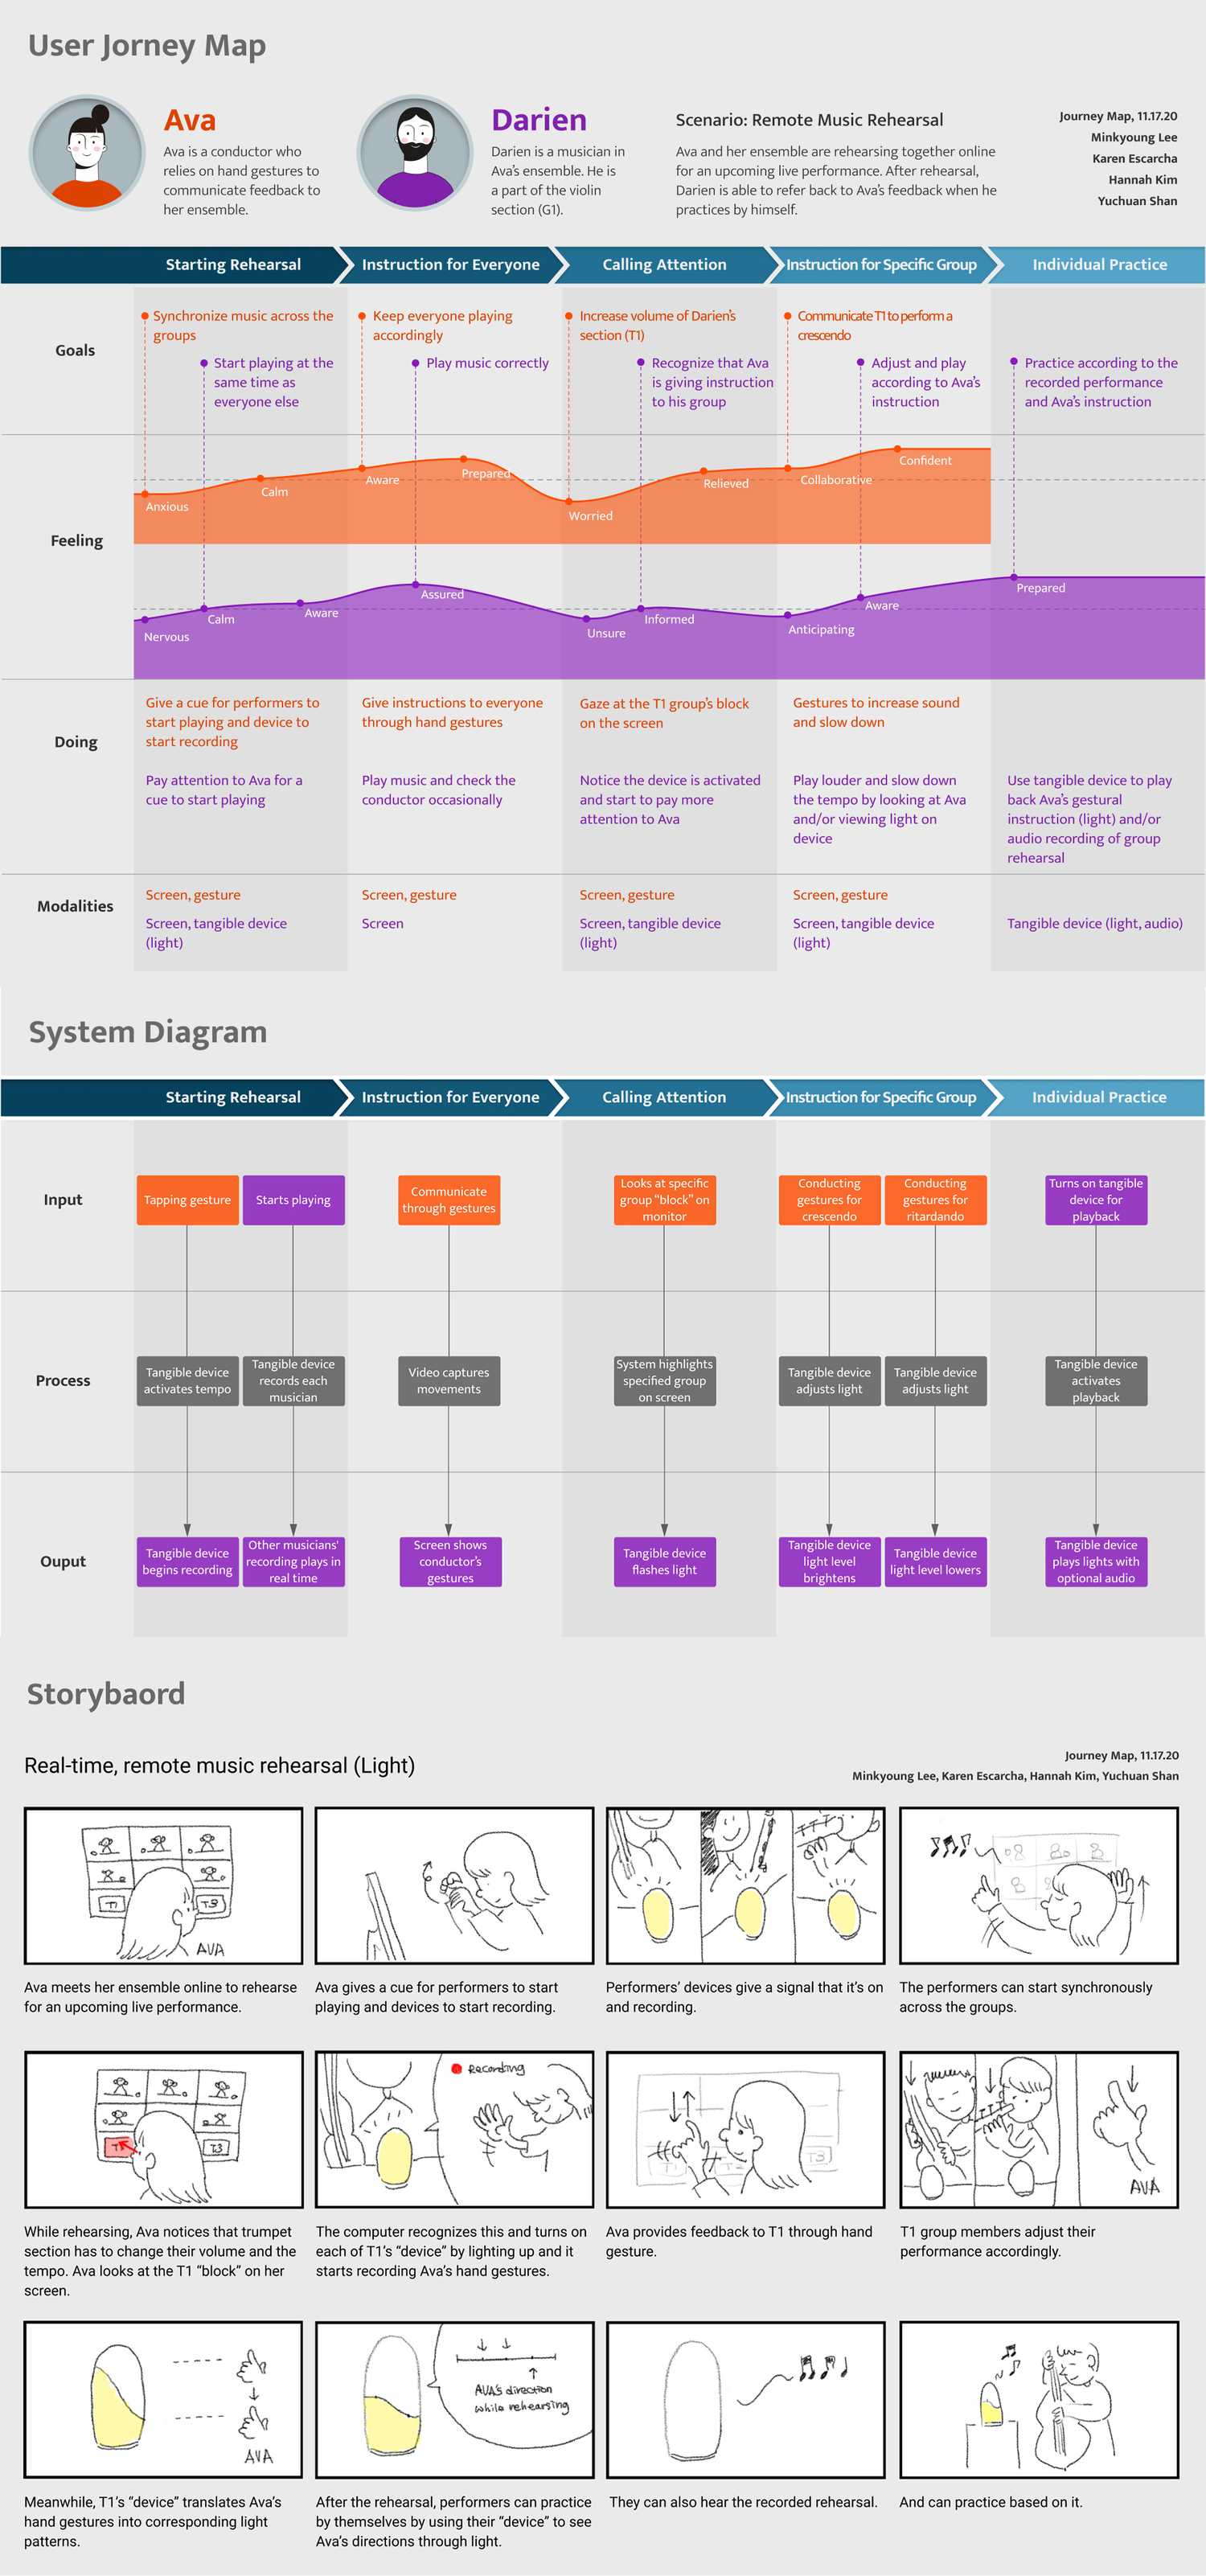 User Jorney Map
Ava
Ava is a conductor who
relies on hand gestures to
communicate feedback to
her ensemble.
Darien
Darien is a musician in
Ava's ensemble. He is
a part of the violin
section (G1).
Scenario: Remote Music Rehearsal
Ava and her ensemble are rehearsing together online
for an upcoming live performance. After rehearsal,
Darien is able to refer back to Ava's feedback when he
practices by himself.
Journey Map, 11.17.20
Minkyoung Lee
Karen Escarcha
Hannah Kim
Yuchuan Shan
Starting Rehearsal
Instruction for Everyone
Calling Attention
Instruction for Specific Group
Individual Practice
Goals
Synchronize music across the
groups
Start playing at the
same time as
everyone else
Keep everyone playing
accordingly
Play music correctly
Increase volume of Darien's
section (T1)
Recognize that Ava
is giving instruction
to his group
Communicate T1 to perform a
crescendo
Adjust and play
according to Ava's
instruction
Practice according to the
recorded performance
and Ava's instruction
Feeling
Anxious
Calm
Aware
Prepared
Worried
Relieved
Collaborative
Confident
Nervous
Calm
Aware
Assured
Unsure
Informed
Anticipating
Aware
Prepared
Doing
Give a cue for performers to
start playing and device to
start recording
Pay attention to Ava for a
cue to start playing
Give instructions to everyone
through hand gestures
Play music and check the
conductor occasionally
Gaze at the T1 group's block
on the screen
Notice the device is activated
and start to pay more
attention to Ava
Gestures to increase sound
and slow down
Play louder and slow down
the tempo by looking at Ava
and/or viewing light on
device
Use tangible device to play
back Ava's gestural
instruction (light) and/or
audio recording of group
rehearsal
Modalities
Screen, gesture
Screen, tangible device
(light)
Screen, gesture
Screen
Screen, gesture
Screen, tangible device
(light)
Screen, gesture
Screen, tangible device
(light)
Tangible device (light, audio)
System Diagram
Starting Rehearsal
Instruction for Everyone
Calling Attention
Instruction for Specific Group
Individual Practice
Input
Tapping gesture
Starts playing
Communicate
through gestures
Looks at specific
group "block" on
monitor
Conducting
gestures for
crescendo
Conducting
gestures for
ritardando
Turns on tangible
device for
playback
Process
Tangible device
activates tempo
Tangible device
records each
musician
Video captures
movements
System highlights
specified group
on screen
Tangible device
adjusts light
Tangible device
adjusts light
Tangible device
activates
playback
Ouput
Tangible device
begins recording
Other musicians'
recording plays in
real time
Screen shows
conductor's
gestures
Tangible device
flashes light
Tangible device
light level
brightens
Tangible device
light level lowers
Tangible device
plays lights with
optional audio
Storybaord
Real-time, remote music rehearsal (Light)
Journey Map, 11.17.20
Minkyoung Lee, Karen Escarcha, Hannah Kim, Yuchuan Shan
T1
T3
AVA
Ava meets her ensemble online to rehearse
for an upcoming live performance.
Ava gives a cue for performers to start
playing and devices to start recording.
Performers' devices give a signal that it's on
and recording.
The performers can start synchronously
across the groups.
T3
Recording
T1
T2
T3
AVA
While rehearsing, Ava notices that trumpet
section has to change their volume and the
tempo. Ava looks at the T1 "block" on her
screen.
The computer recognizes this and turns on
each of T1's "device" by lighting up and it
starts recording Ava's hand gestures.
Ava provides feedback to T1 through hand
gesture.
T1 group members adjust their
performance accordingly.
AVA
AVA's direction
while rehearsing
Meanwhile, T1's "device" translates Ava's
hand gestures into corresponding light
patterns.
After the rehearsal, performers can practice
by themselves by using their "device" to see
Ava's directions through light.
They can also hear the recorded rehearsal.
And can practice based on it.